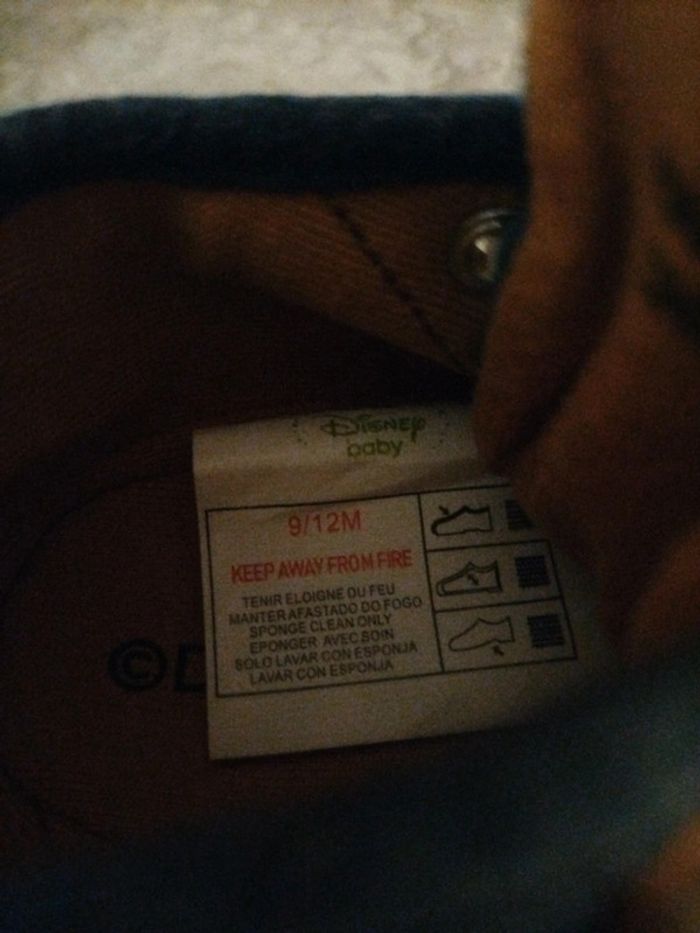 Disney
baby
9/12M
KEEP AWAY FROM FIRE
TENIR ELOIGNE DU FEU
MANTER AFASTADO DO FOGO
SPONGE CLEAN ONLY
EPONGER AVEC SOIN
SOLO LAVAR CON ESPONJA
LAVAR CON ESPONJA
©D